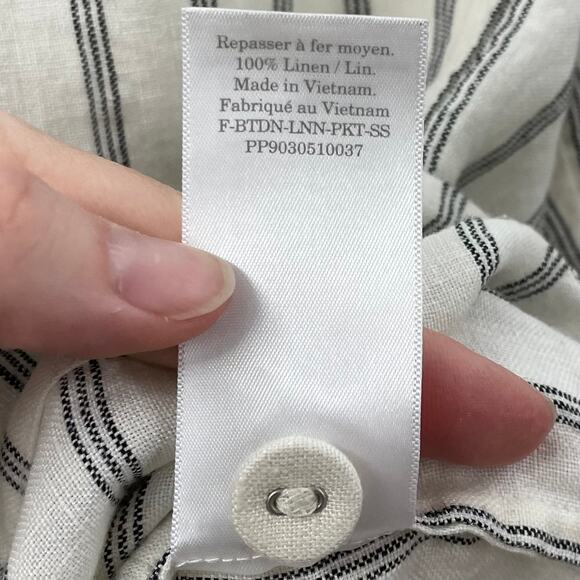 Repasser à fer moyen.
100% Linen / Lin.
Made in Vietnam.
Fabriqué au Vietnam
F-BTDN-LNN-PKT-SS
PP9030510037